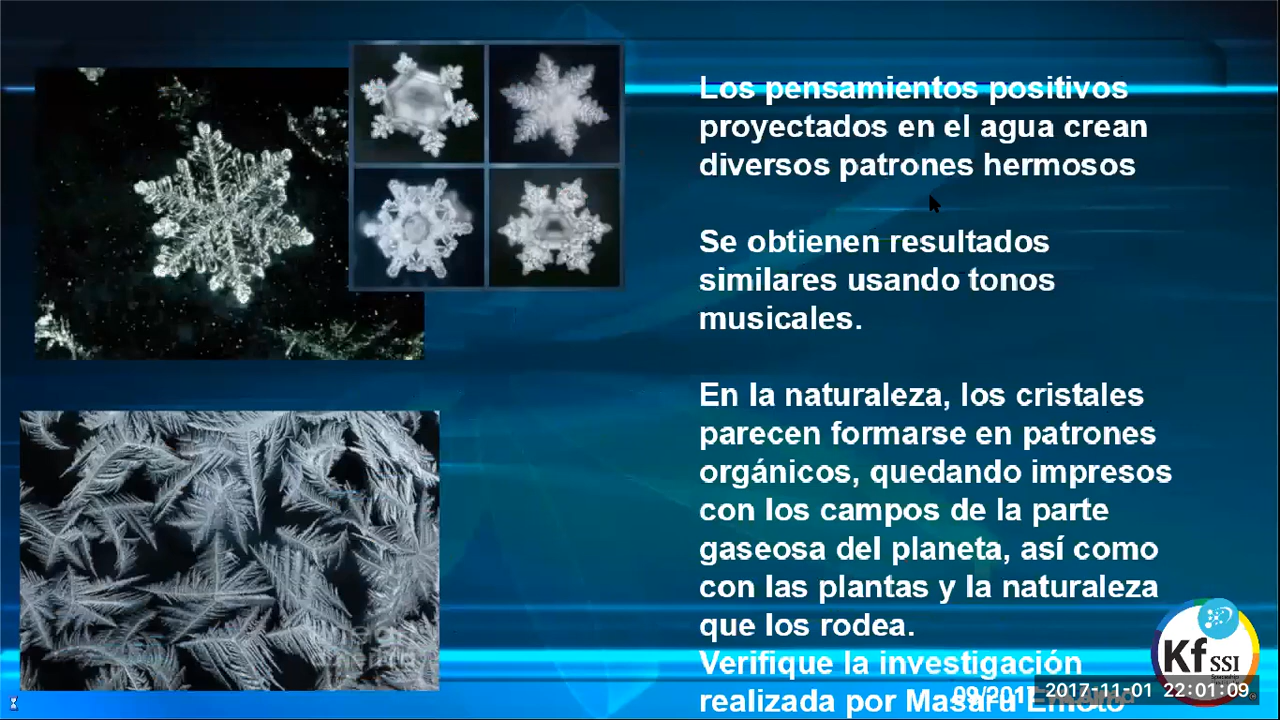 Los pensamientos positivos
proyectados en el agua crean
diversos patrones hermosos
Se obtienen resultados
similares usando tonos
musicales.
En la naturaleza, los cristales
parecen formarse en patrones
orgánicos, quedando impresos
con los campos de la parte
gaseosa del planeta, así como
con las plantas y la naturaleza
que los rodea.
Verifique la investigación
realizada por Masaru Emoto
Kf SSI
09/2017
2017-11-01 22:01:09